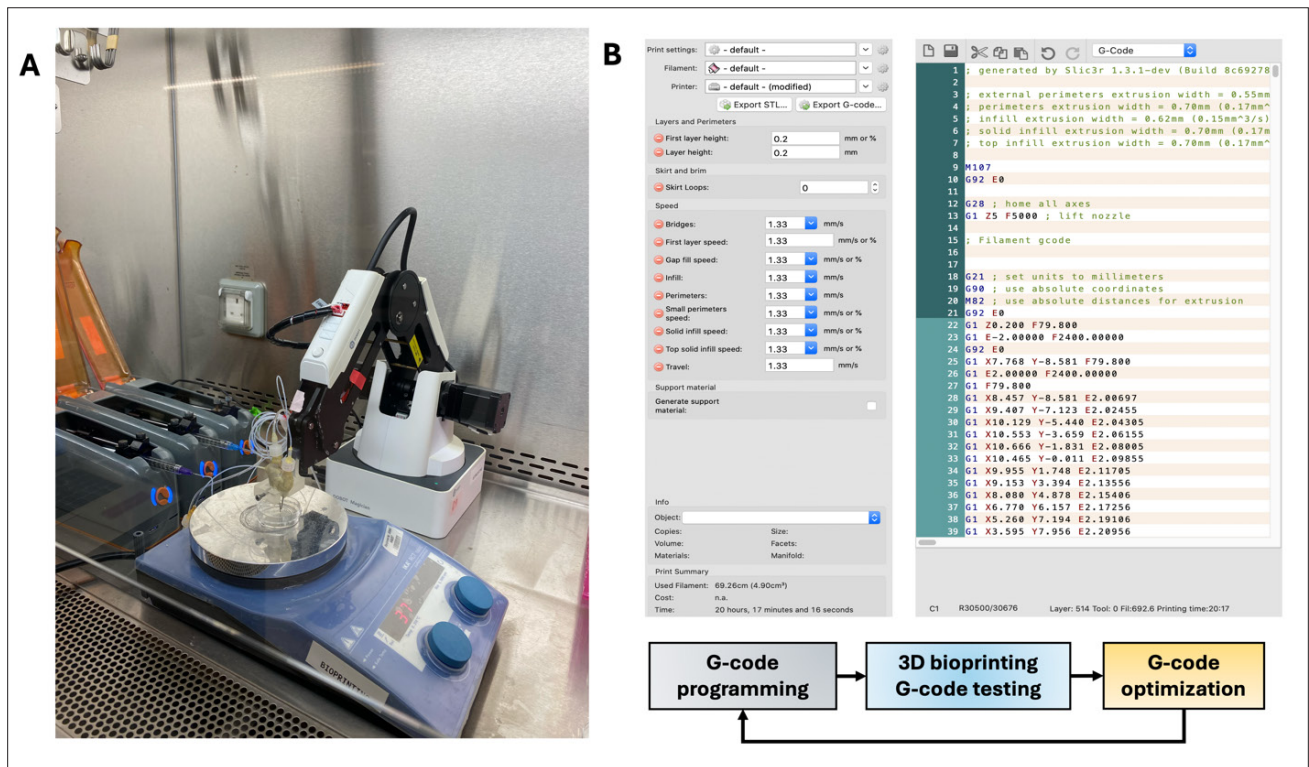 A
DOBOT Magician
BIOPRINTIN
B
Print settings: - default -
Filament: - default -
Printer: - default - (modified)
Export STL... Export G-code...
Layers and Perimeters
First layer height: 0.2 mm or %
Layer height: 0.2 mm
Skirt and brim
Skirt Loops: 0
Speed
Bridges: 1.33 mm/s
First layer speed: 1.33 mm/s or %
Gap fill speed: 1.33 mm/s or %
Infill: 1.33 mm/s
Perimeters: 1.33 mm/s
Small perimeters
speed: 1.33 mm/s or %
Solid infill speed: 1.33 mm/s or %
Top solid infill speed: 1.33 mm/s or %
Travel: 1.33 mm/s
Support material
Generate support
material:
Info
Object:
Copies: Size:
Volume: Facets:
Materials: Manifold:
Print Summary
Used Filament: 69.26cm (4.90cm³)
Cost: n.a.
Time: 20 hours, 17 minutes and 16 seconds
G-Code
1 ; generated by Slic3r 1.3.1-dev (Build 8c69278
2
3 ; external perimeters extrusion width = 0.55mm
4 ; perimeters extrusion width = 0.70mm (0.17mm^
5 ; infill extrusion width = 0.62mm (0.15mm^3/s)
6 ; solid infill extrusion width = 0.70mm (0.17m
7 ; top infill extrusion width = 0.70mm (0.17mm^
8
9 M107
10 G92 E0
11
12 G28 ; home all axes
13 G1 Z5 F5000 ; lift nozzle
14
15 ; Filament gcode
16
17
18 G21 ; set units to millimeters
19 G90 ; use absolute coordinates
20 M82 ; use absolute distances for extrusion
21 G92 E0
22 G1 Z0.200 F79.800
23 G1 E-2.00000 F2400.00000
24 G92 E0
25 G1 X7.768 Y-8.581 F79.800
26 G1 E2.00000 F2400.00000
27 G1 F79.800
28 G1 X8.457 Y-8.581 E2.00697
29 G1 X9.407 Y-7.123 E2.02455
30 G1 X10.129 Y-5.440 E2.04305
31 G1 X10.553 Y-3.659 E2.06155
32 G1 X10.666 Y-1.831 E2.08005
33 G1 X10.465 Y-0.011 E2.09855
34 G1 X9.955 Y1.748 E2.11705
35 G1 X9.153 Y3.394 E2.13556
36 G1 X8.080 Y4.878 E2.15406
37 G1 X6.770 Y6.157 E2.17256
38 G1 X5.260 Y7.194 E2.19106
39 G1 X3.595 Y7.956 E2.20956
C1 R30500/30676 Layer: 514 Tool: 0 Fil:692.6 Printing time:20:17
G-code
programming
3D bioprinting
G-code testing
G-code
optimization